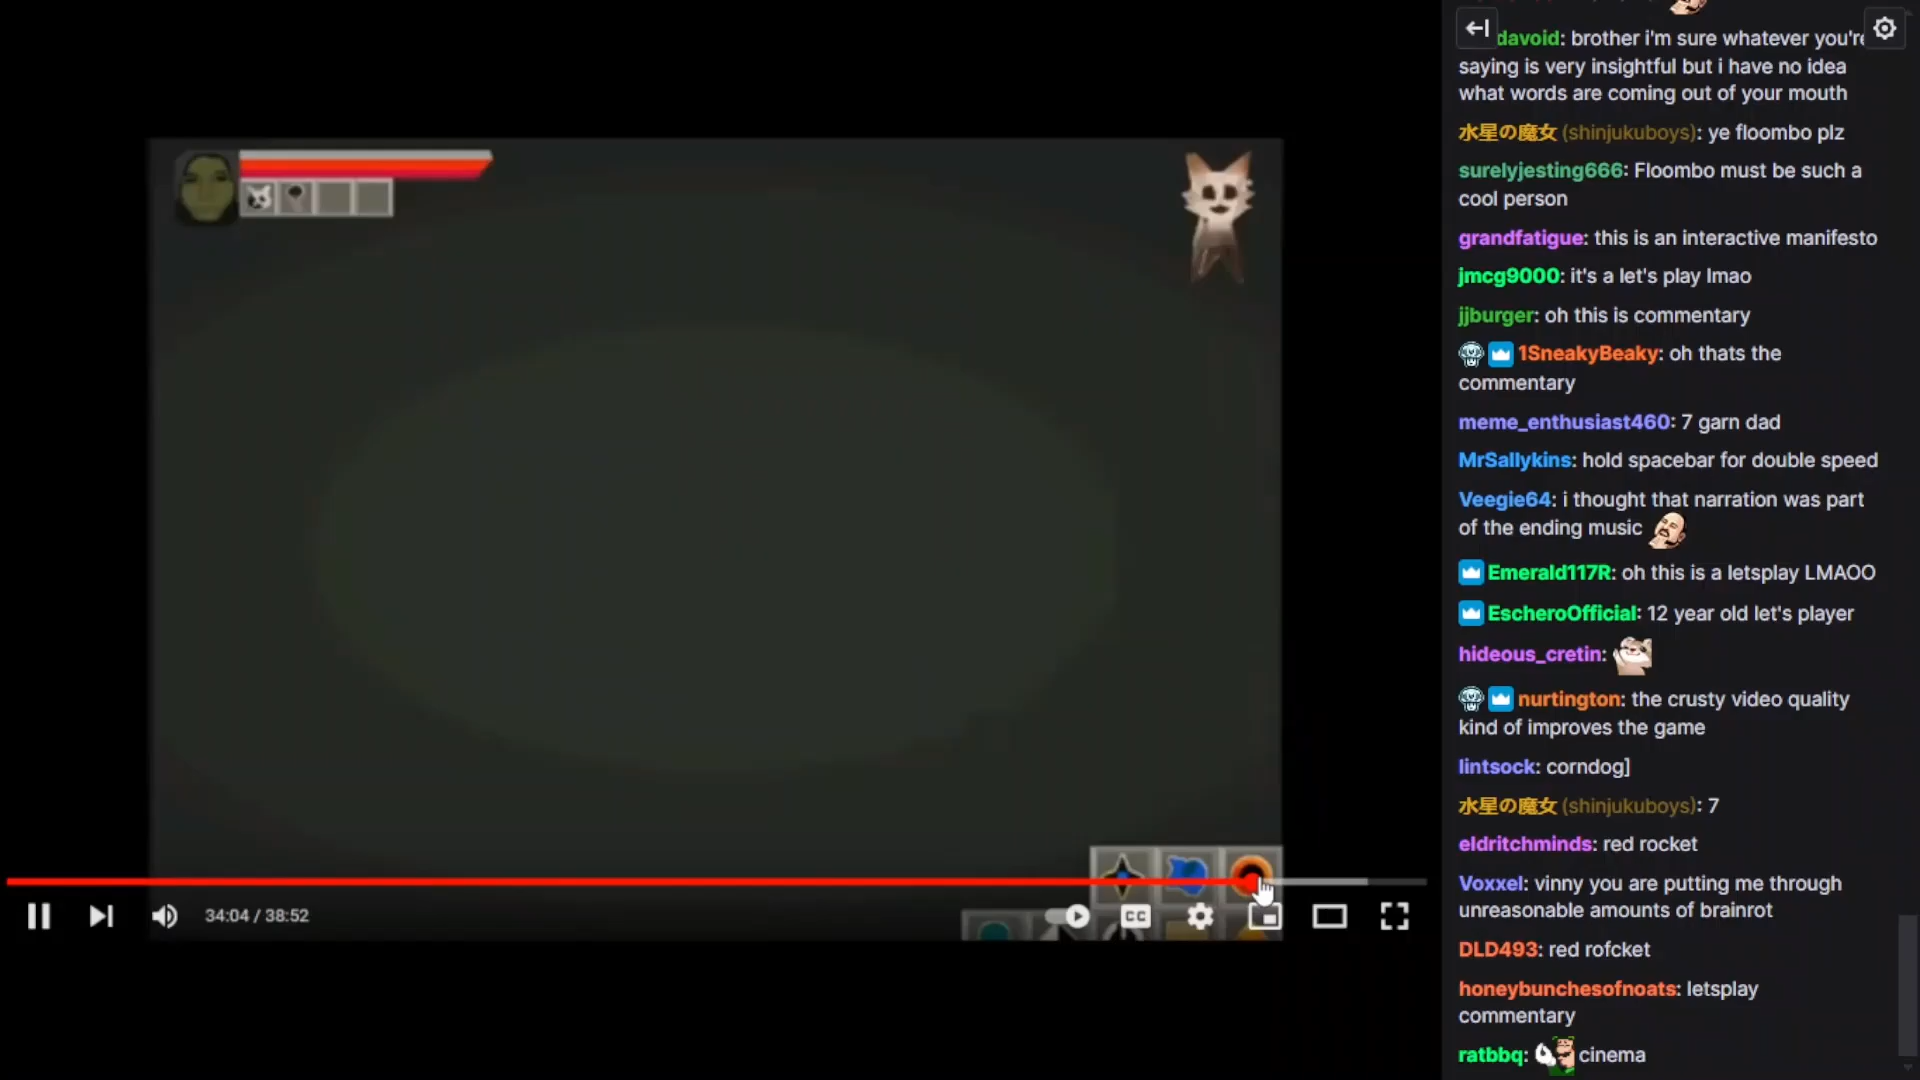 davoid: brother i'm sure whatever you're
saying is very insightful but i have no idea
what words are coming out of your mouth
水星の魔女 (shinjukuboys): ye floombo plz
surelyjesting666: Floombo must be such a
cool person
grandfatigue: this is an interactive manifesto
jmcg9000: it's a let's play lmao
jjburger: oh this is commentary
1SneakyBeaky: oh thats the
commentary
meme_enthusiast460: 7 garn dad
MrSallykins: hold spacebar for double speed
Veegie64: i thought that narration was part
of the ending music
Emerald117R: oh this is a letsplay LMAOO
EscheroOfficial: 12 year old let's player
hideous_cretin:
nurtington: the crusty video quality
kind of improves the game
lintsock: corndog]
水星の魔女 (shinjukuboys): 7
eldritchminds: red rocket
Voxxel: vinny you are putting me through
unreasonable amounts of brainrot
DLD493: red rofcket
honeybunchesofnoats: letsplay
commentary
ratbbq: cinema
34:04 / 38:52
CC